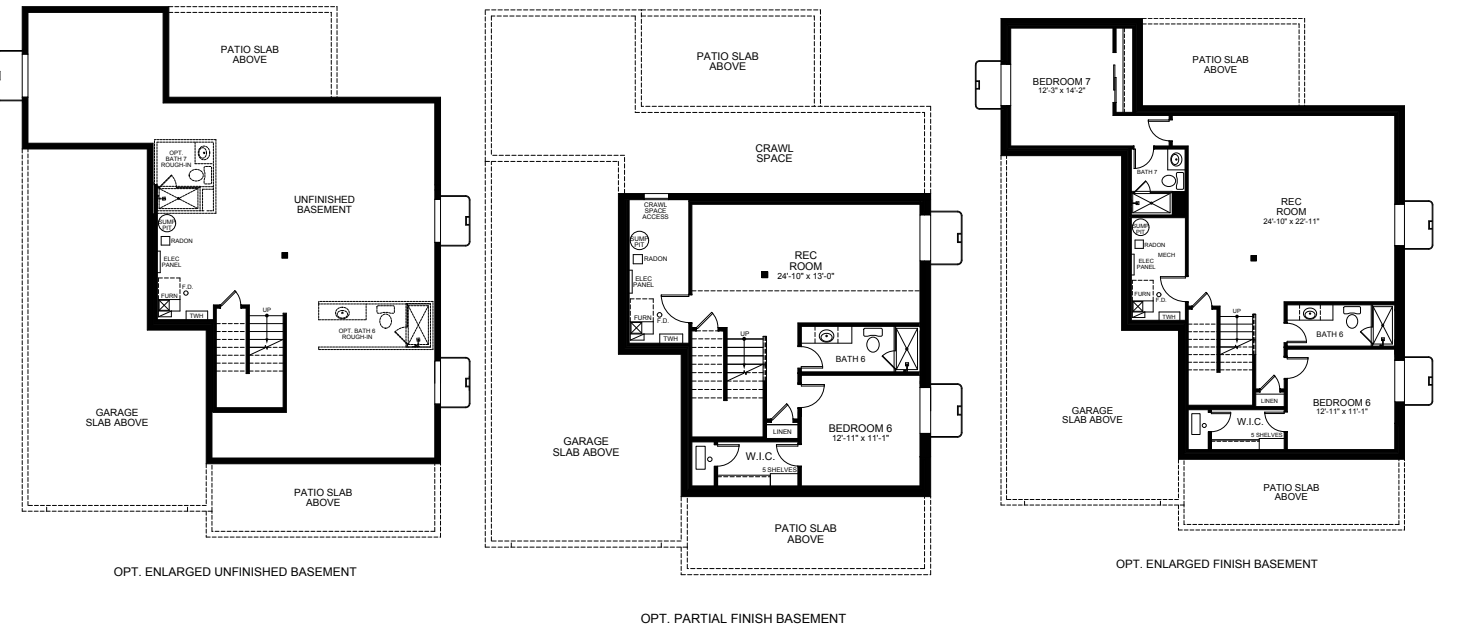 PATIO SLAB
ABOVE
OPT.
BATH 7
ROUGH-IN
UNFINISHED
BASEMENT
SUMP
PIT
RADON
ELEC
PANEL
F.D.
FURN
TWH
UP
OPT. BATH 6
ROUGH-IN
GARAGE
SLAB ABOVE
PATIO SLAB
ABOVE
OPT. ENLARGED UNFINISHED BASEMENT
PATIO SLAB
ABOVE
CRAWL
SPACE
CRAWL
SPACE
ACCESS
SUMP
PIT
RADON
ELEC
PANEL
FURN
F.D.
TWH
REC
ROOM
24'-10" x 13'-0"
UP
BATH 6
LINEN
BEDROOM 6
12'-11" x 11'-1"
W.I.C.
5 SHELVES
GARAGE
SLAB ABOVE
PATIO SLAB
ABOVE
OPT. PARTIAL FINISH BASEMENT
BEDROOM 7
12'-3" x 14'-2"
PATIO SLAB
ABOVE
BATH 7
REC
ROOM
24'-10" x 22'-11"
SUMP
PIT
RADON
MECH
ELEC
PANEL
FURN
F.D.
TWH
UP
BATH 6
LINEN
BEDROOM 6
12'-11" x 11'-1"
W.I.C.
5 SHELVES
GARAGE
SLAB ABOVE
PATIO SLAB
ABOVE
OPT. ENLARGED FINISH BASEMENT